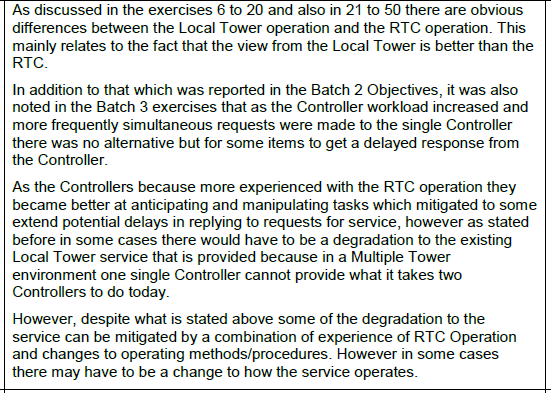 As discussed in the exercises 6 to 20 and also in 21 to 50 there are obvious
differences between the Local Tower operation and the RTC operation. This
mainly relates to the fact that the view from the Local Tower is better than the
RTC.
In addition to that which was reported in the Batch 2 Objectives, it was also
noted in the Batch 3 exercises that as the Controller workload increased and
more frequently simultaneous requests were made to the single Controller
there was no alternative but for some items to get a delayed response from
the Controller.
As the Controllers because more experienced with the RTC operation they
became better at anticipating and manipulating tasks which mitigated to some
extend potential delays in replying to requests for service, however as stated
before in some cases there would have to be a degradation to the existing
Local Tower service that is provided because in a Multiple Tower
environment one single Controller cannot provide what it takes two
Controllers to do today.
However, despite what is stated above some of the degradation to the
service can be mitigated by a combination of experience of RTC Operation
and changes to operating methods/procedures. However in some cases
there may have to be a change to how the service operates.